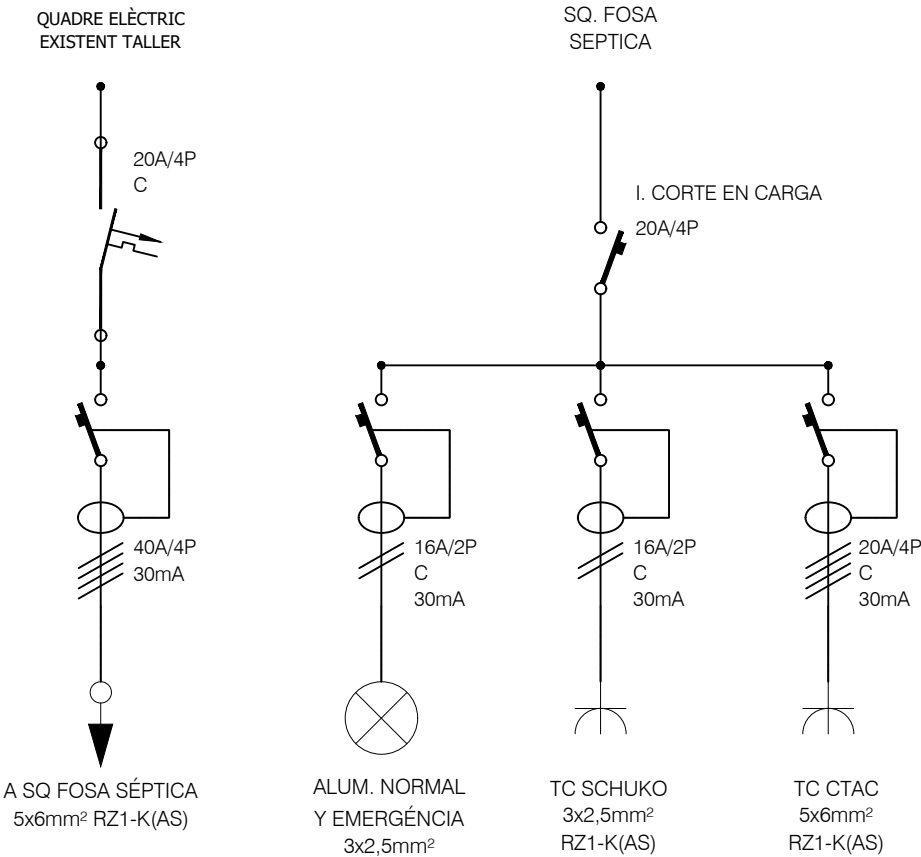 QUADRE ELÈCTRIC
EXISTENT TALLER
20A/4P
C
40A/4P
30mA
A SQ FOSA SÉPTICA
5x6mm² RZ1-K(AS)
SQ. FOSA
SEPTICA
I. CORTE EN CARGA
20A/4P
16A/2P
C
30mA
ALUM. NORMAL
Y EMERGÉNCIA
3x2,5mm²
16A/2P
C
30mA
TC SCHUKO
3x2,5mm²
RZ1-K(AS)
20A/4P
C
30mA
TC CTAC
5x6mm²
RZ1-K(AS)